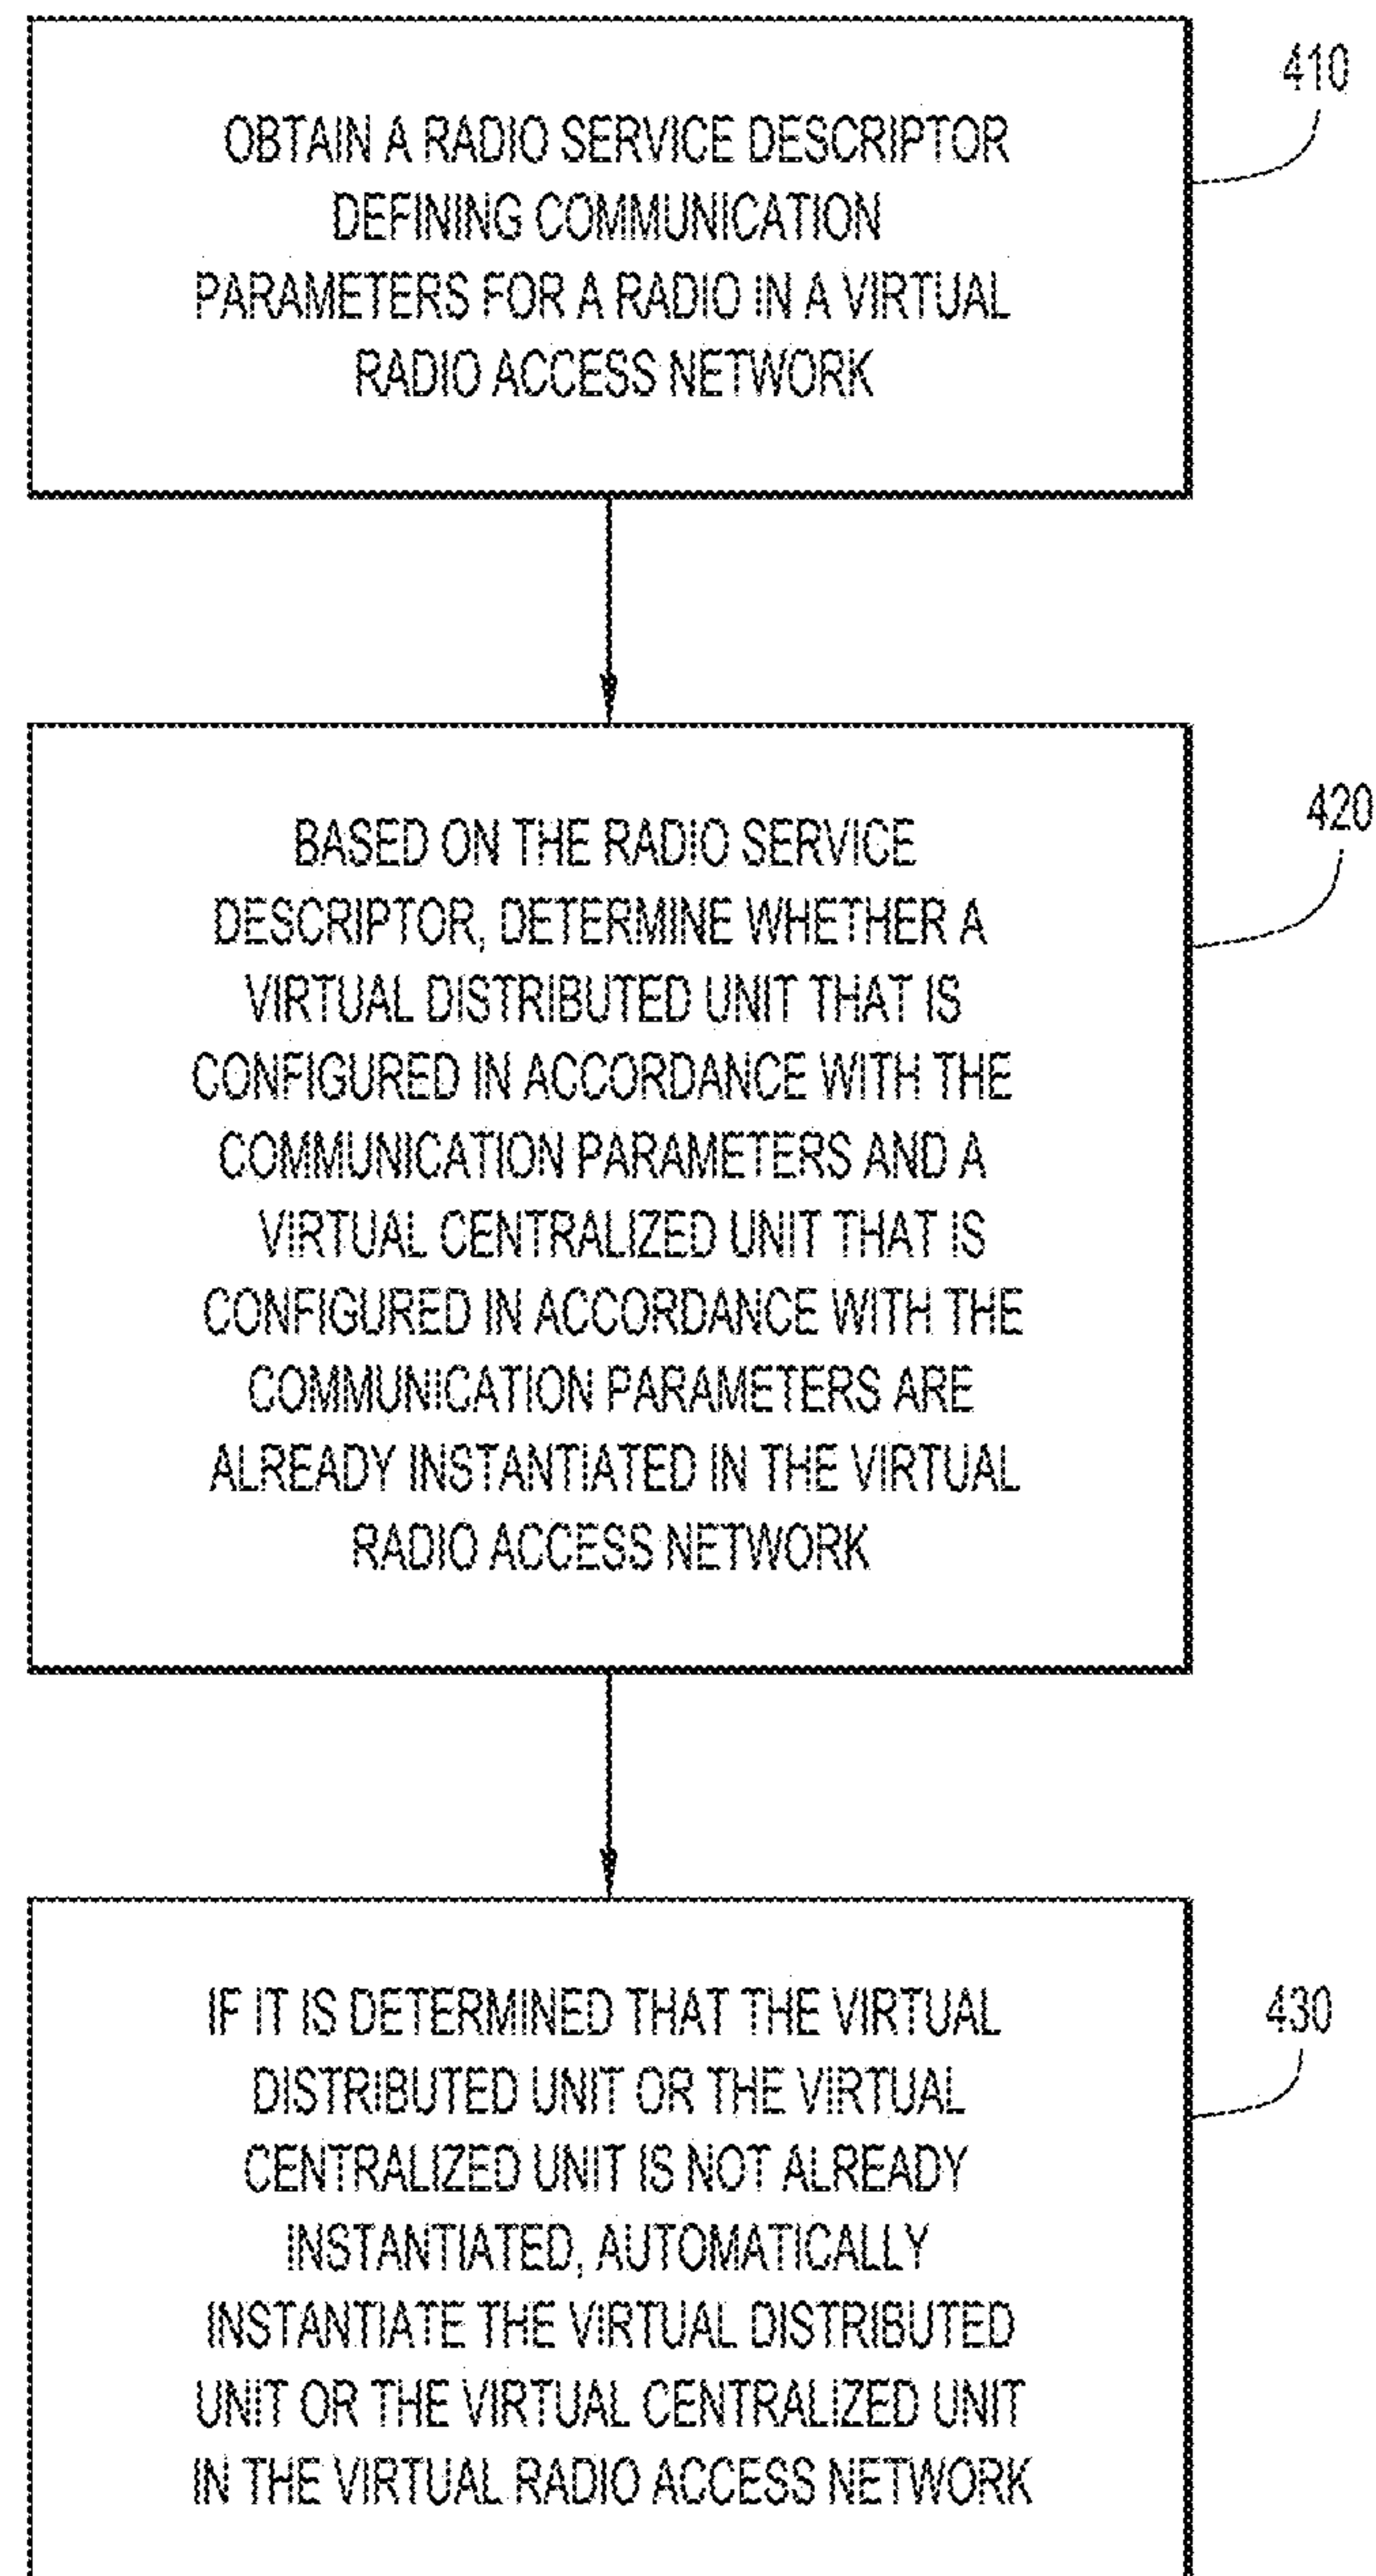 410
OBTAIN A RADIO SERVICE DESCRIPTOR
DEFINING COMMUNICATION
PARAMETERS FOR A RADIO IN A VIRTUAL
RADIO ACCESS NETWORK
420
BASED ON THE RADIO SERVICE
DESCRIPTOR, DETERMINE WHETHER A
VIRTUAL DISTRIBUTED UNIT THAT IS
CONFIGURED IN ACCORDANCE WITH THE
COMMUNICATION PARAMETERS AND A
VIRTUAL CENTRALIZED UNIT THAT IS
CONFIGURED IN ACCORDANCE WITH THE
COMMUNICATION PARAMETERS ARE
ALREADY INSTANTIATED IN THE VIRTUAL
RADIO ACCESS NETWORK
430
IF IT IS DETERMINED THAT THE VIRTUAL
DISTRIBUTED UNIT OR THE VIRTUAL
CENTRALIZED UNIT IS NOT ALREADY
INSTANTIATED, AUTOMATICALLY
INSTANTIATE THE VIRTUAL DISTRIBUTED
UNIT OR THE VIRTUAL CENTRALIZED UNIT
IN THE VIRTUAL RADIO ACCESS NETWORK